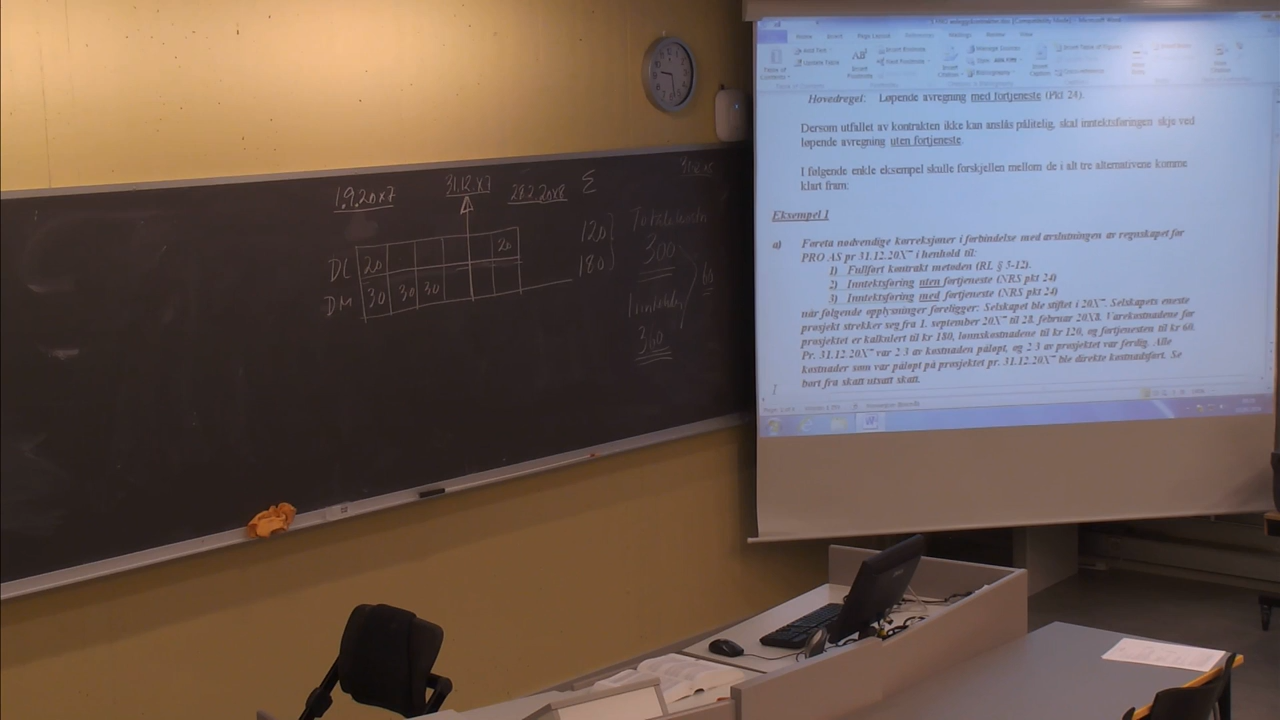 1.9.20x7 31.12.x7 28.2.20x8 Σ
DL 20 20 120
DM 30 30 30 180
300
360
60
Home Insert Page Layout References Mailings Review View
Hovedregel: Løpende avregning med fortjeneste (Pkt 24).
Dersom utfallet av kontrakten ikke kan anslås pålitelig, skal inntektsføringen skje ved
løpende avregning uten fortjeneste.
I følgende enkle eksempel skulle forskjellen mellom de i alt tre alternativene komme
klart fram:
Eksempel 1
a) Foreta nødvendige korreksjoner i forbindelse med avslutningen av regnskapet for
PRO AS pr 31.12.20X7 i henhold til:
1) Fullført kontrakt metoden (RL § 5-12).
2) Inntektsføring uten fortjeneste (NRS pkt 24)
3) Inntektsføring med fortjeneste (NRS pkt 24)
når følgende opplysninger foreligger: Selskapet ble stiftet i 20X7. Selskapets eneste
prosjekt strekker seg fra 1. september 20X7 til 28. februar 20X8. Varekostnadene for
prosjektet er kalkulert til kr 180, lønnskostnadene til kr 120, og fortjenesten til kr 60.
Pr. 31.12.20X7 var 2/3 av kostnaden påløpt, og 2/3 av prosjektet var ferdig. Alle
kostnader som var påløpt på prosjektet pr. 31.12.20X7 ble direkte kostnadsført. Se
bort fra skatt/utsatt skatt.